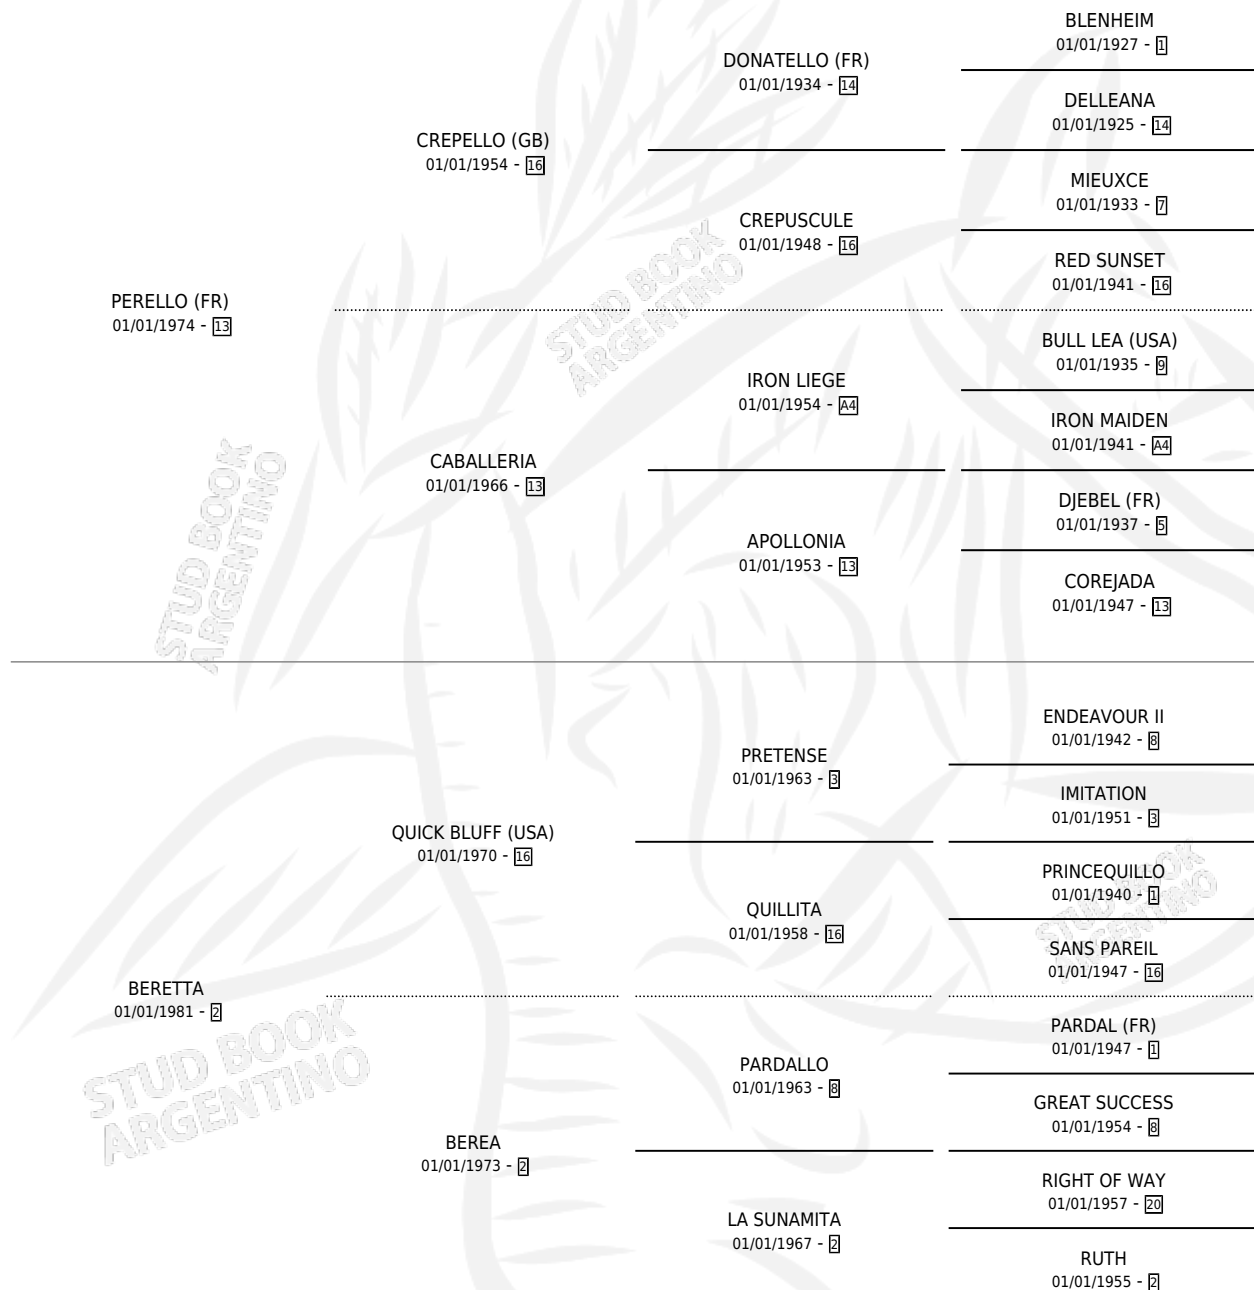 BLENHEIM
01/01/1927 - 1
DONATELLO (FR)
01/01/1934 - 14
DELLEANA
01/01/1925 - 14
CREPELLO (GB)
01/01/1954 - 16
MIEUXCE
01/01/1933 - 7
CREPUSCULE
01/01/1948 - 16
RED SUNSET
01/01/1941 - 16
PERELLO (FR)
01/01/1974 - 13
STUD BOOK
ARGENTINO
BULL LEA (USA)
01/01/1935 - 9
IRON LIEGE
01/01/1954 - A4
IRON MAIDEN
01/01/1941 - A4
CABALLERIA
01/01/1966 - 13
DJEBEL (FR)
01/01/1937 - 5
APOLLONIA
01/01/1953 - 13
COREJADA
01/01/1947 - 13
STUD BOOK
ARGENTINO
ENDEAVOUR II
01/01/1942 - 8
PRETENSE
01/01/1963 - 3
IMITATION
01/01/1951 - 3
QUICK BLUFF (USA)
01/01/1970 - 16
PRINCEQUILLO
01/01/1940 - 1
QUILLITA
01/01/1958 - 16
STUD BOOK
ARGENTINO
SANS PAREIL
01/01/1947 - 16
BERETTA
01/01/1981 - 2
PARDAL (FR)
01/01/1947 - 1
STUD BOOK
ARGENTINO
PARDALLO
01/01/1963 - 8
GREAT SUCCESS
01/01/1954 - 8
BEREA
01/01/1973 - 2
RIGHT OF WAY
01/01/1957 - 20
LA SUNAMITA
01/01/1967 - 2
RUTH
01/01/1955 - 2